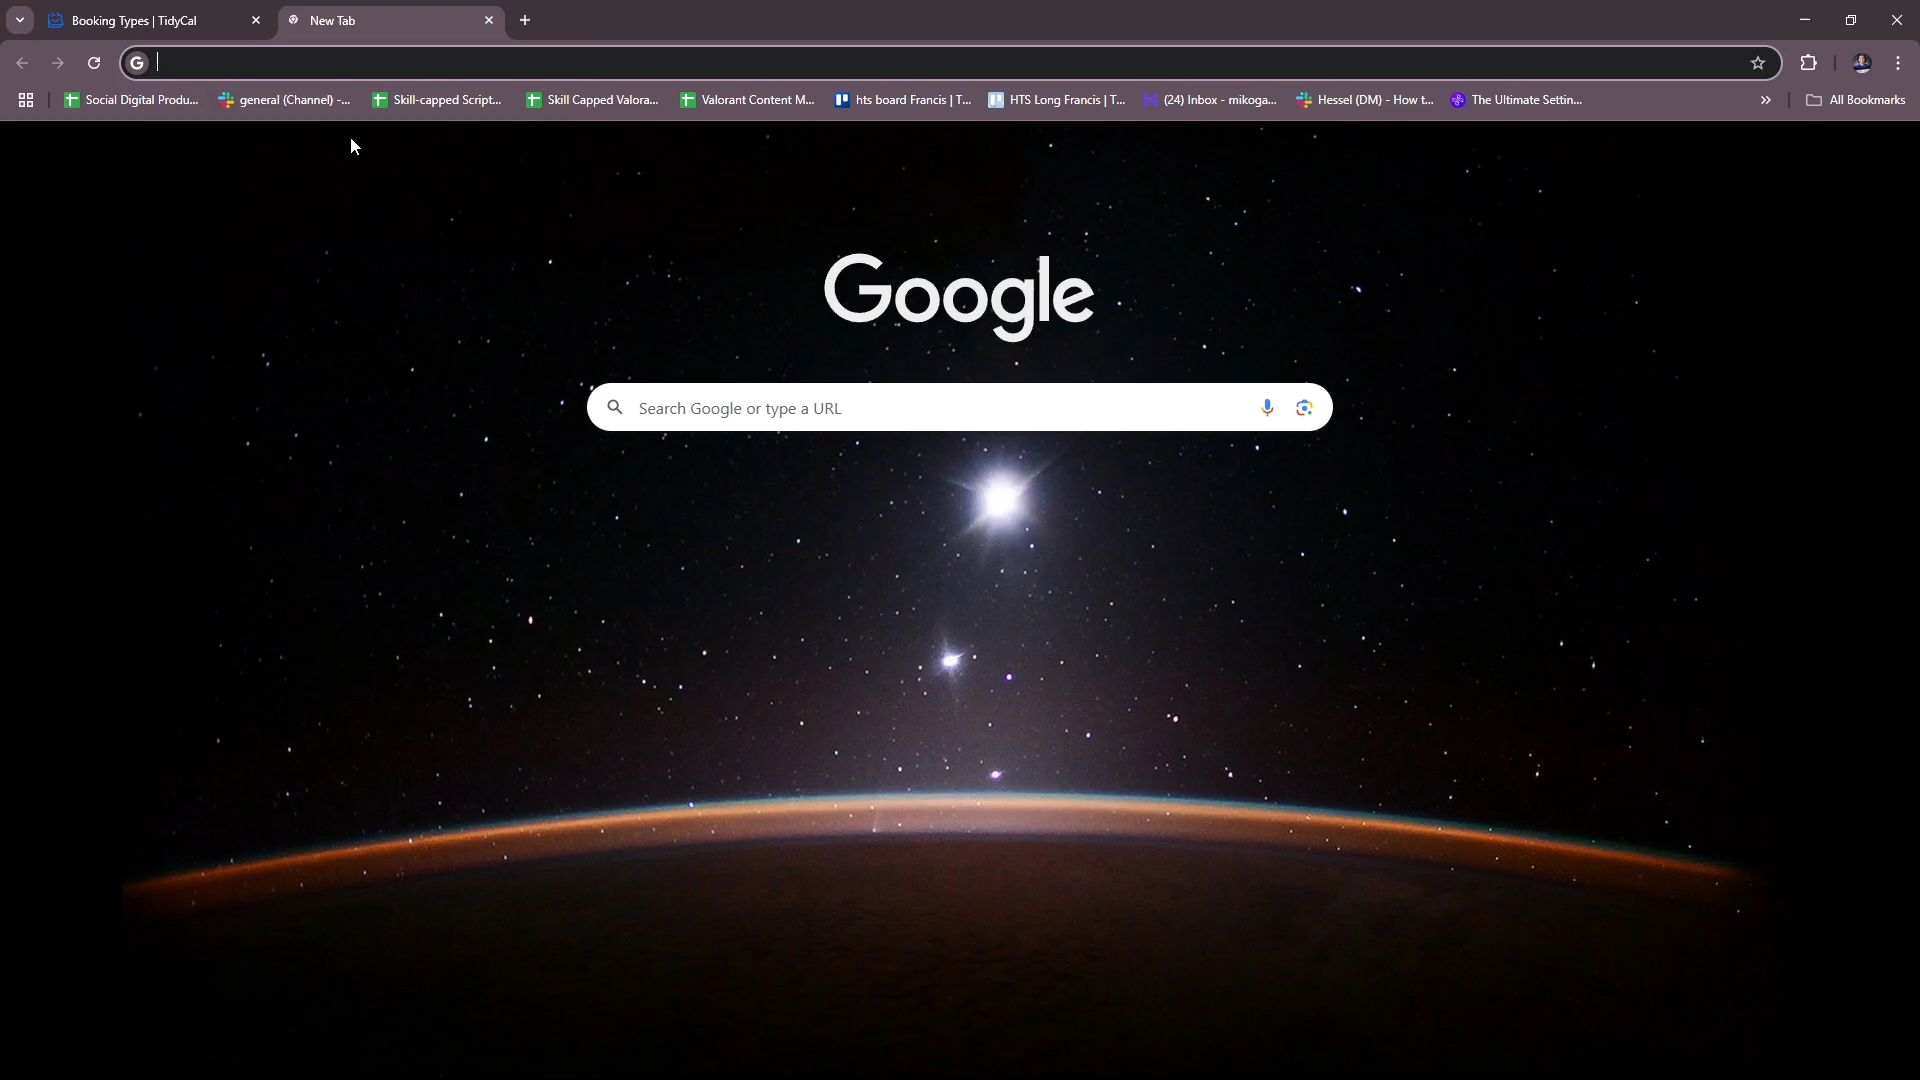 Booking Types | TidyCal
New Tab
Social Digital Produ...
general (Channel) -...
Skill-capped Script...
Skill Capped Valora...
Valorant Content M...
hts board Francis | T...
HTS Long Francis | T...
(24) Inbox - mikoga...
Hessel (DM) - How t...
The Ultimate Settin...
All Bookmarks
Google
Search Google or type a URL